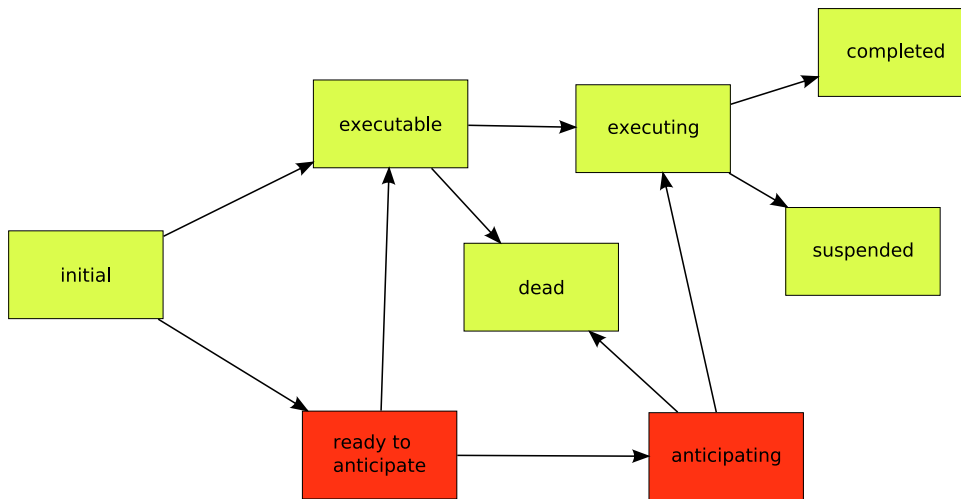 completed
executable
executing
suspended
initial
dead
ready to
anticipate
anticipating